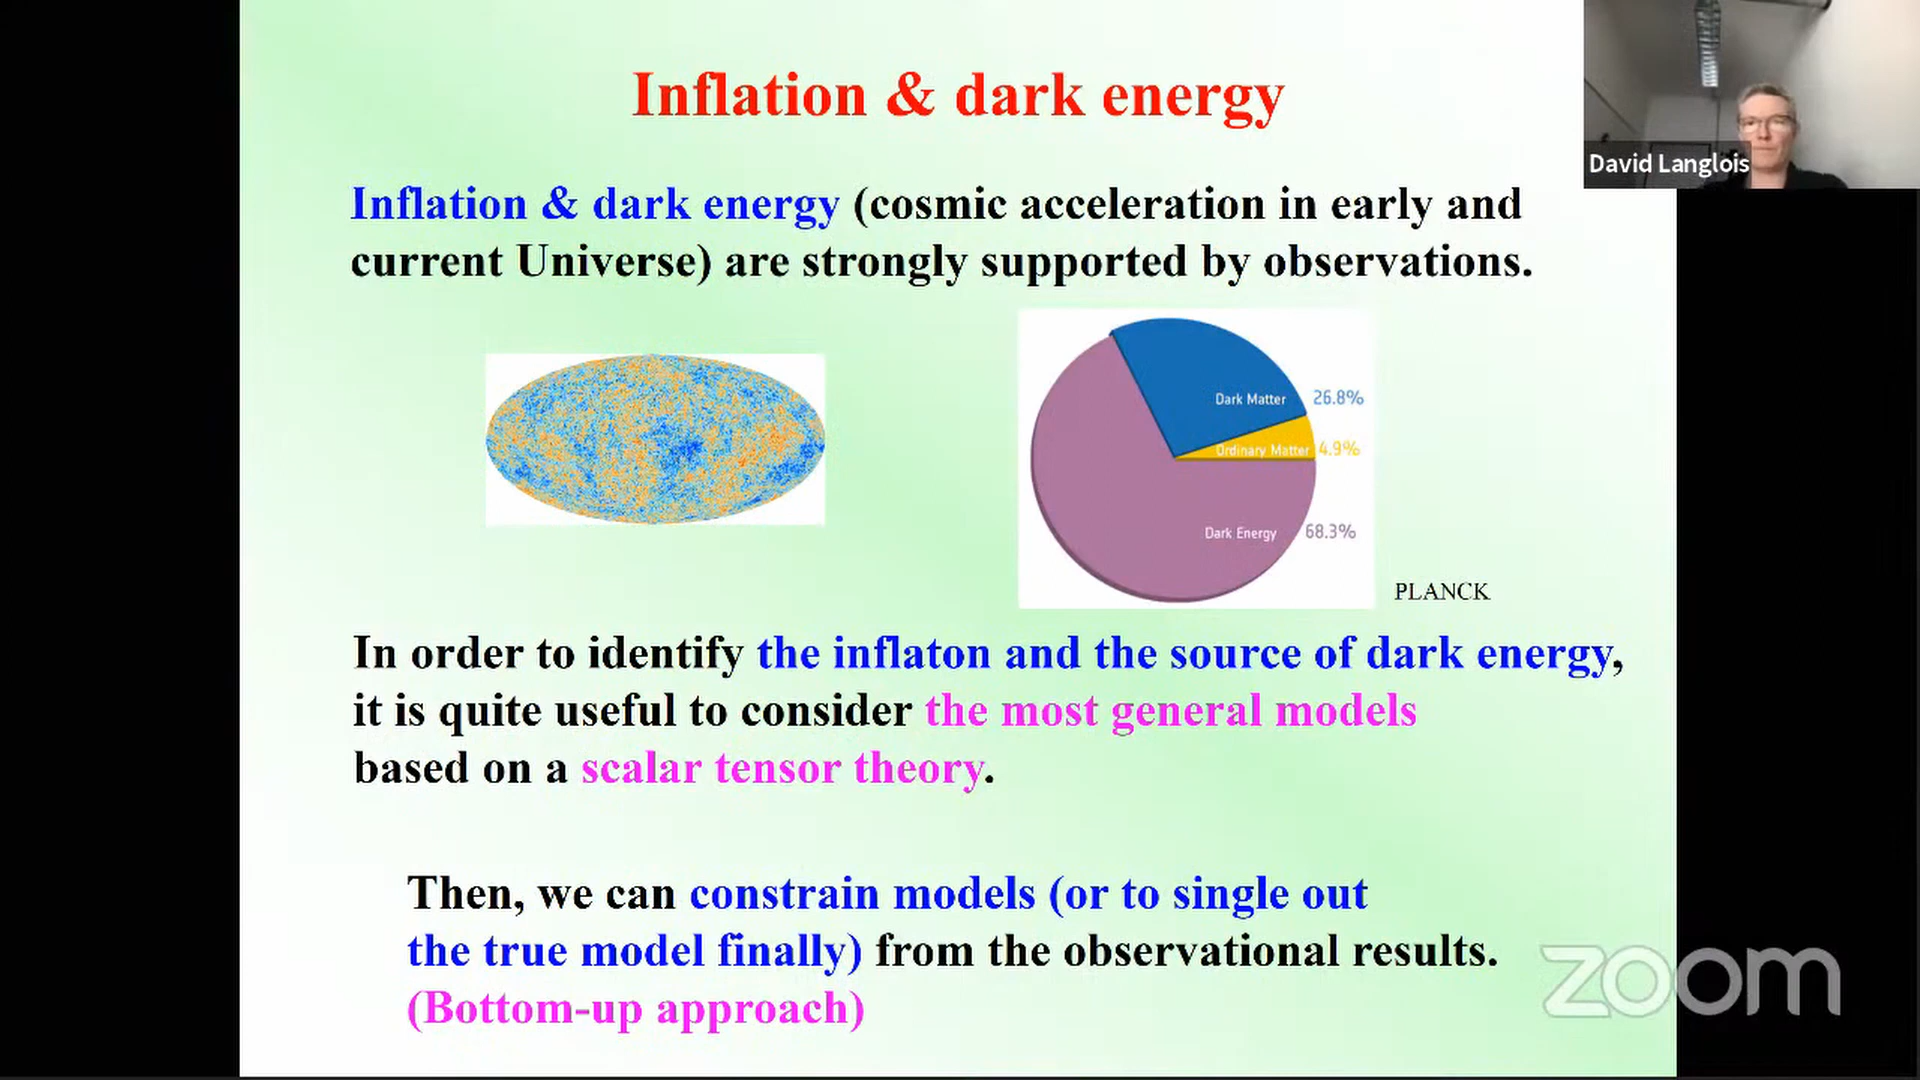 Inflation & dark energy
David Langlois
Inflation & dark energy (cosmic acceleration in early and
current Universe) are strongly supported by observations.
Dark Matter 26.8%
Ordinary Matter 4.9%
Dark Energy 68.3%
PLANCK
In order to identify the inflaton and the source of dark energy,
it is quite useful to consider the most general models
based on a scalar tensor theory.
Then, we can constrain models (or to single out
the true model finally) from the observational results.
(Bottom-up approach)
zoom